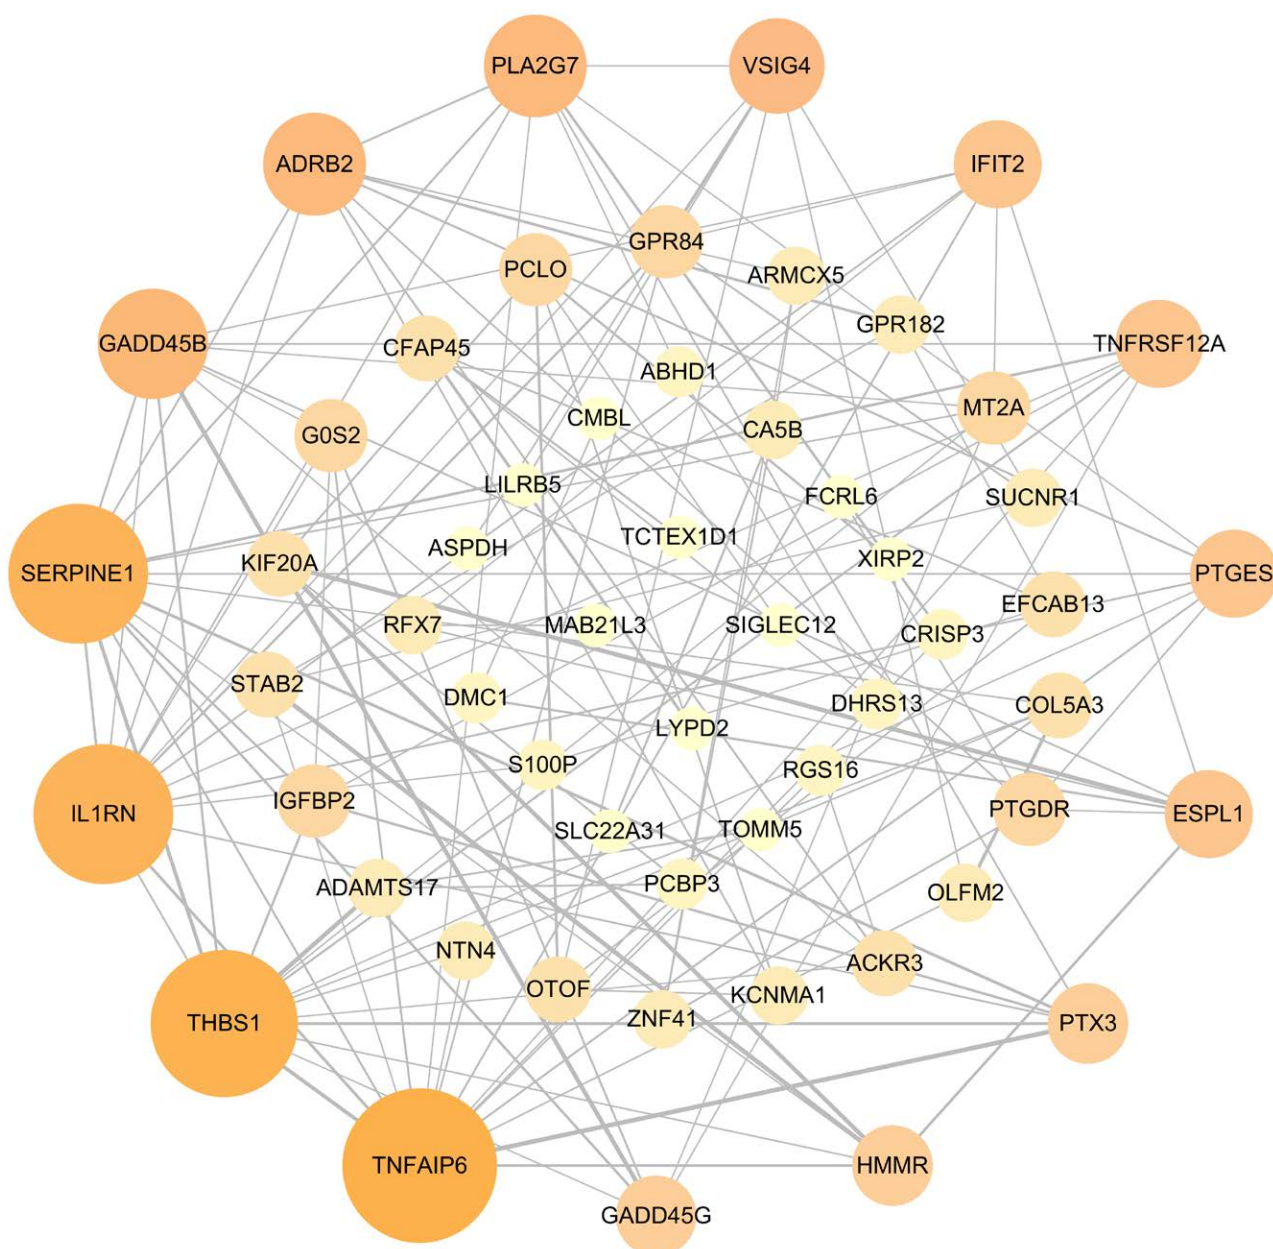 PLA2G7
VSIG4
ADRB2
IFIT2
GPR84
PCLO
ARMCX5
GPR182
GADD45B
CFAP45
TNFRSF12A
ABHD1
CMBL
MT2A
G0S2
CA5B
LILRB5
FCRL6
SUCNR1
TCTEX1D1
ASPDH
XIRP2
SERPINE1
KIF20A
PTGES
EFCAB13
RFX7
MAB21L3
SIGLEC12
CRISP3
STAB2
DMC1
DHRS13
COL5A3
LYPD2
S100P
RGS16
IL1RN
IGFBP2
PTGDR
ESPL1
SLC22A31
TOMM5
ADAMTS17
PCBP3
OLFM2
NTN4
ACKR3
OTOF
KCNMA1
ZNF41
THBS1
PTX3
TNFAIP6
HMMR
GADD45G